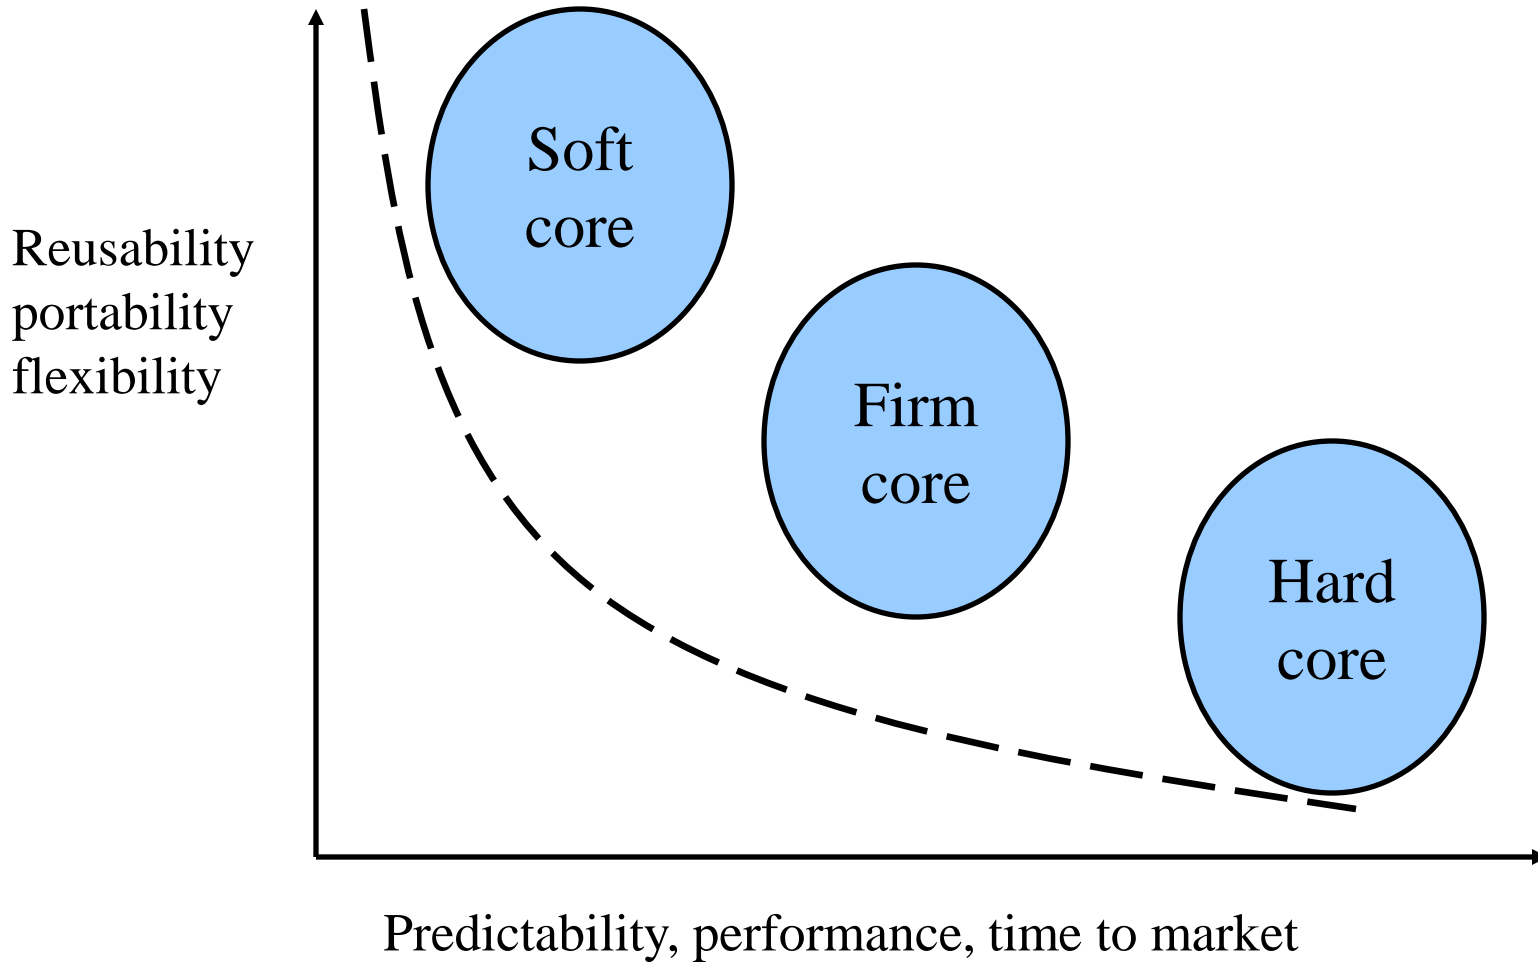 Soft
core
Reusability
portability
flexibility
Firm
core
Hard
core
Predictability, performance, time to market